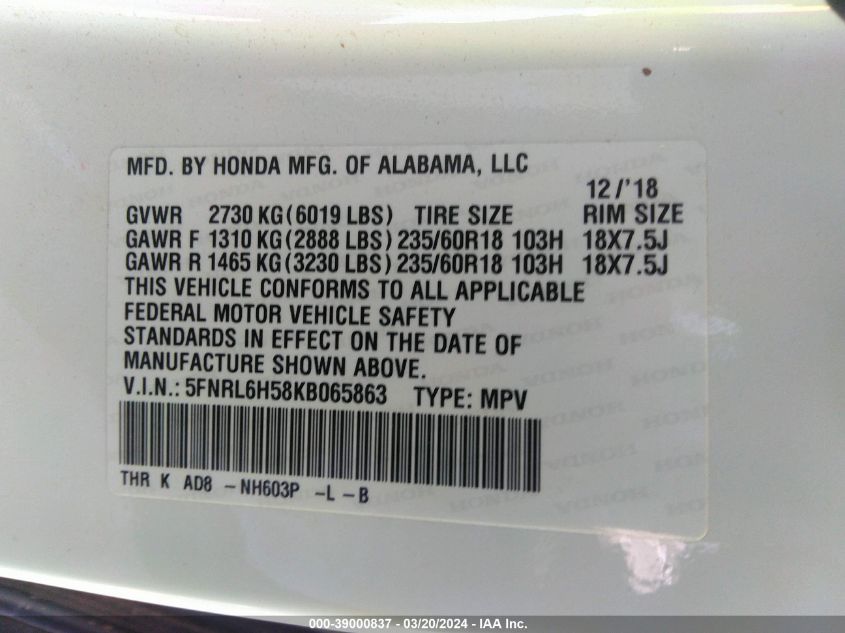 MFD. BY HONDA MFG. OF ALABAMA, LLC
12 /'18
GVWR 2730 KG (6019 LBS) TIRE SIZE RIM SIZE
GAWR F 1310 KG (2888 LBS) 235/60R18 103H 18X7.5J
GAWR R 1465 KG (3230 LBS) 235/60R18 103H 18X7.5J
THIS VEHICLE CONFORMS TO ALL APPLICABLE
FEDERAL MOTOR VEHICLE SAFETY
STANDARDS IN EFFECT ON THE DATE OF
MANUFACTURE SHOWN ABOVE.
V.I.N.: 5FNRL6H58KB065863 TYPE: MPV
THR K AD8 -NH603P -L -B
000-39000837 - 03/20/2024 - IAA Inc.